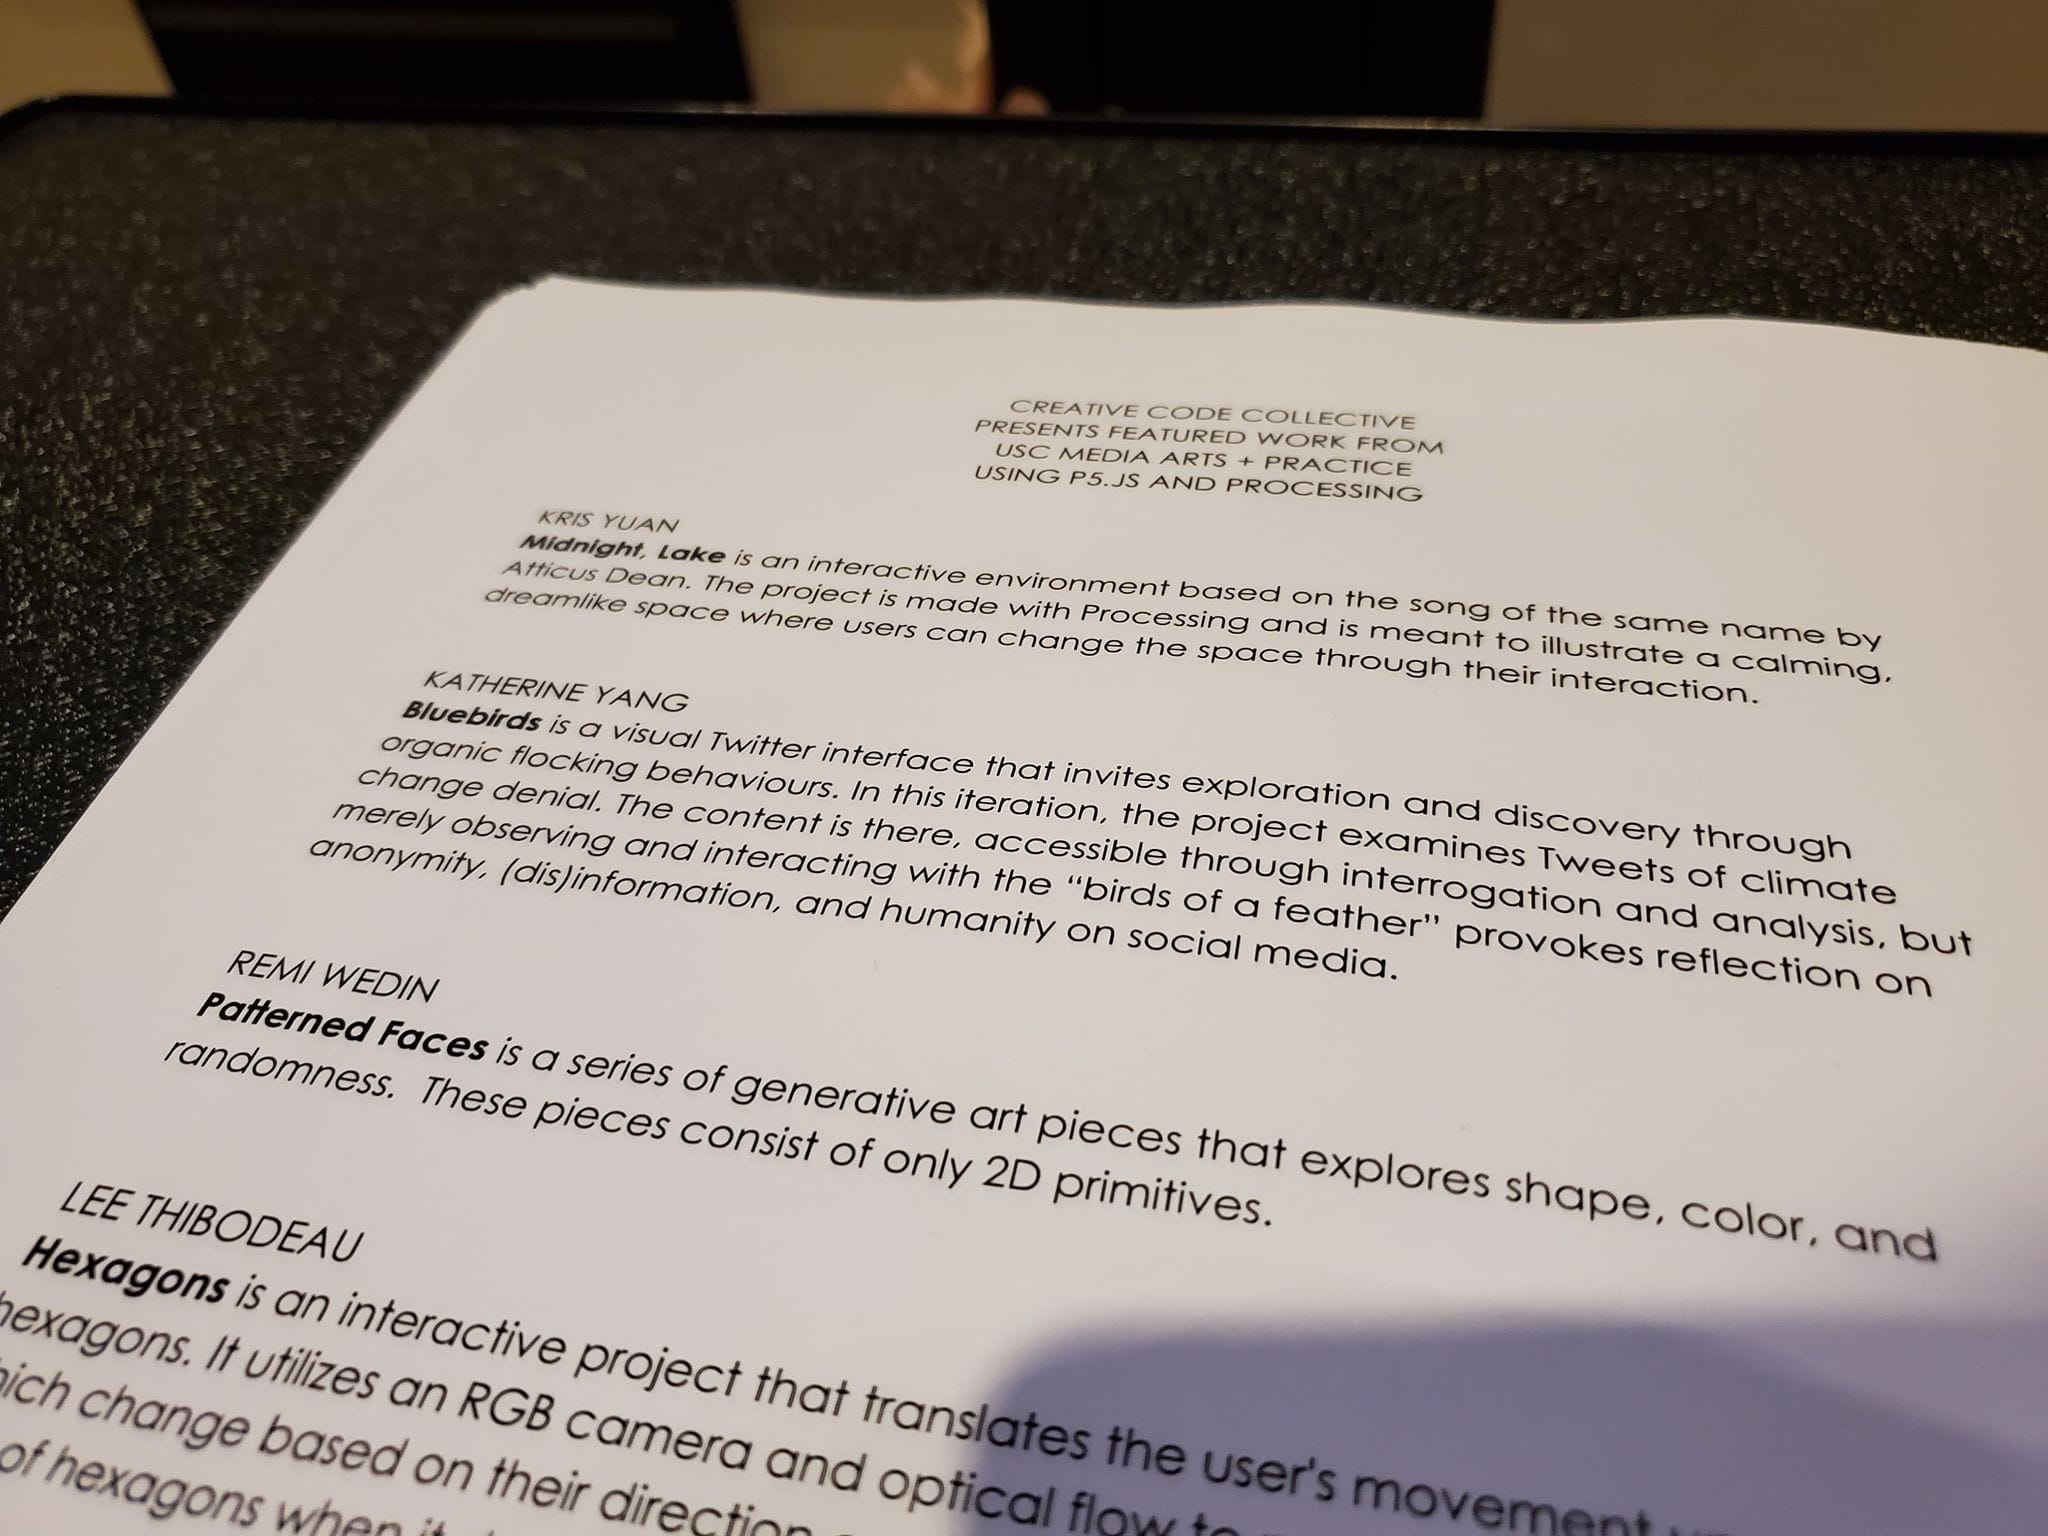 CREATIVE CODE COLLECTIVE
PRESENTS FEATURED WORK FROM
USC MEDIA ARTS + PRACTICE
USING P5.JS AND PROCESSING
KRIS YUAN
Midnight, Lake is an interactive environment based on the song of the same name by
Atticus Dean. The project is made with Processing and is meant to illustrate a calming,
dreamlike space where users can change the space through their interaction.
KATHERINE YANG
Bluebirds is a visual Twitter interface that invites exploration and discovery through
organic flocking behaviours. In this iteration, the project examines Tweets of climate
change denial. The content is there, accessible through interrogation and analysis, but
merely observing and interacting with the “birds of a feather” provokes reflection on
anonymity, (dis)information, and humanity on social media.
REMI WEDIN
Patterned Faces is a series of generative art pieces that explores shape, color, and
randomness. These pieces consist of only 2D primitives.
LEE THIBODEAU
Hexagons is an interactive project that translates the user's movement
hexagons. It utilizes an RGB camera and optical flow to
change based on their direction
of hexagons when it